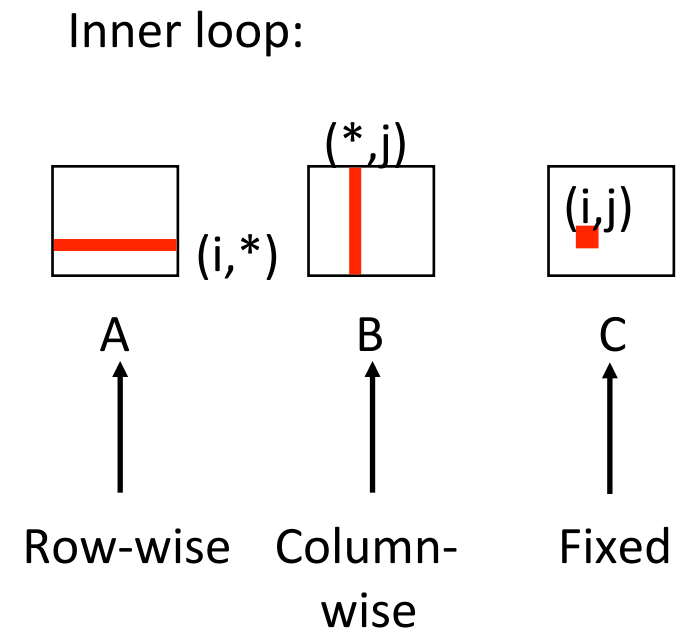 Inner loop:
(*,j)
(i,j)
(i,*)
A B C
Row-wise Column- Fixed
wise